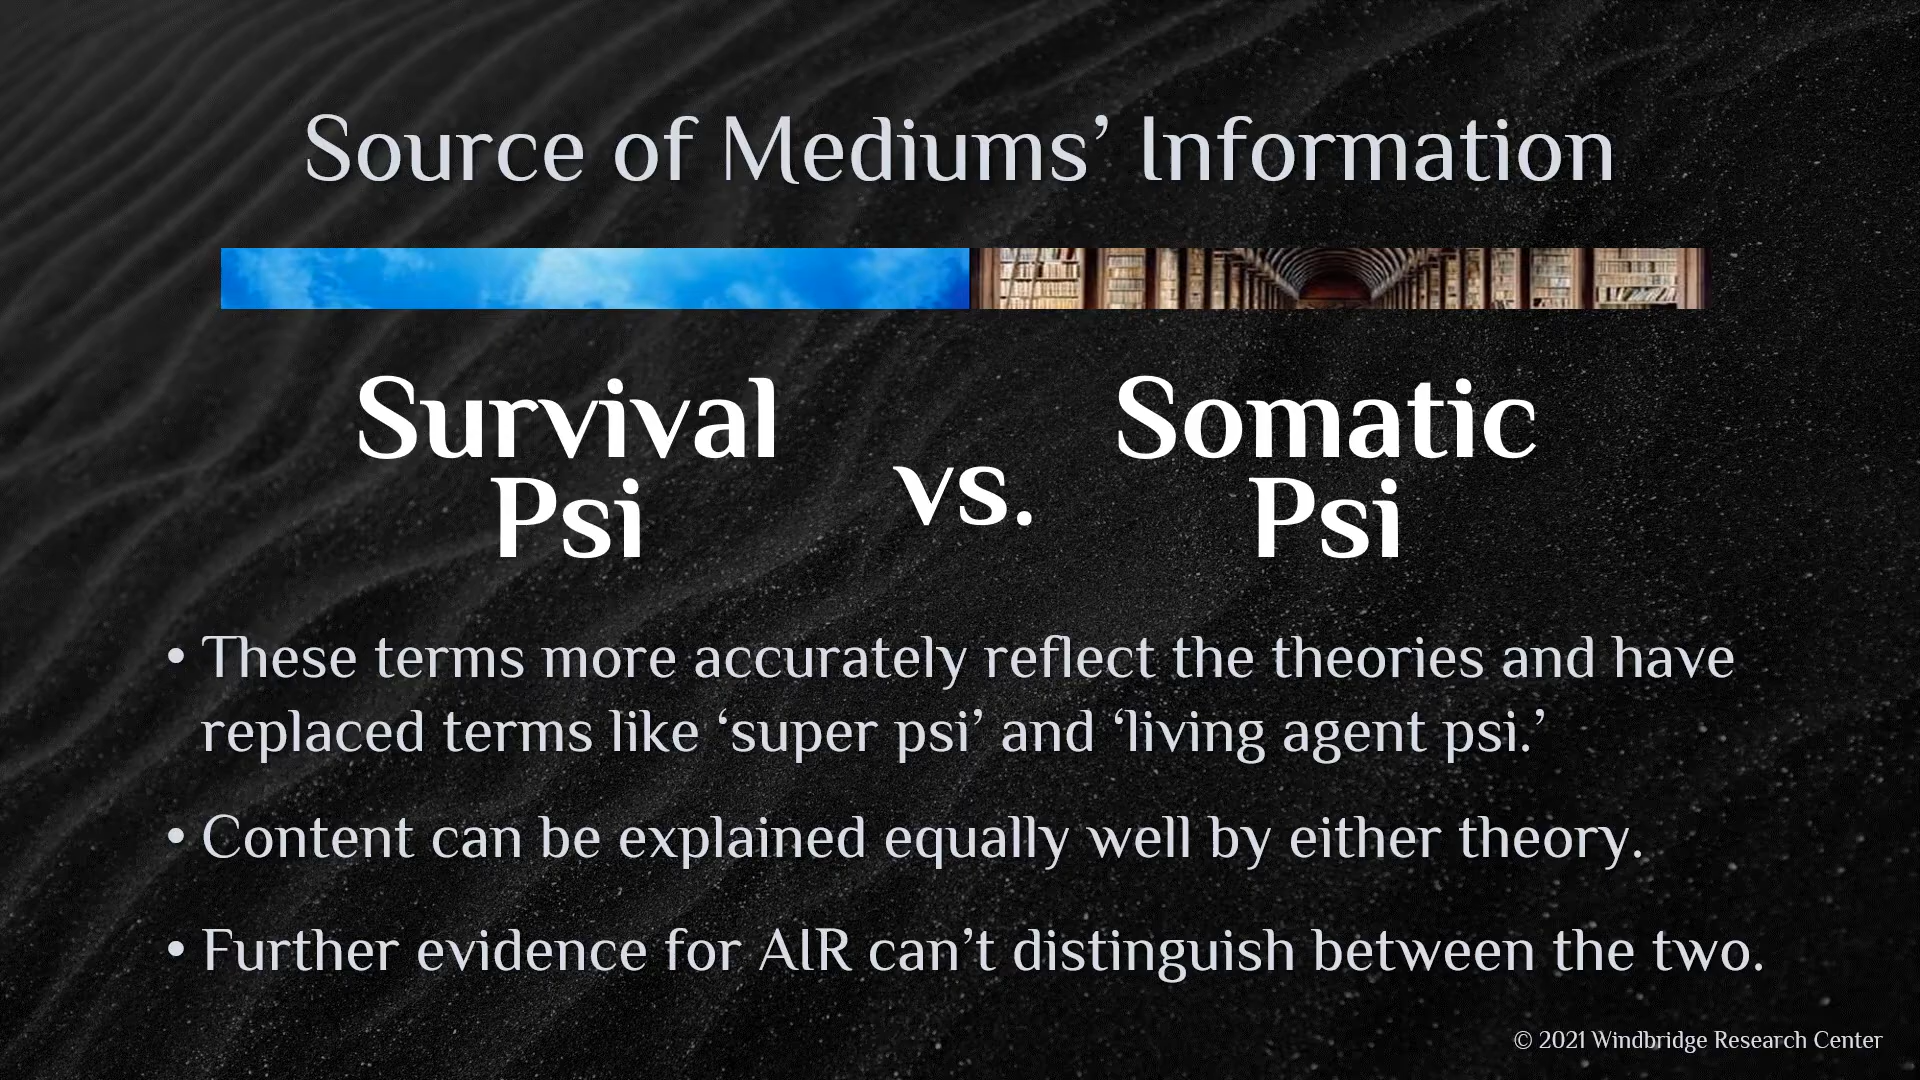 Source of Mediums’ Information
Survival
Psi
vs.
Somatic
Psi
• These terms more accurately reflect the theories and have
replaced terms like ‘super psi’ and ‘living agent psi.’
• Content can be explained equally well by either theory.
• Further evidence for AIR can’t distinguish between the two.
© 2021 Windbridge Research Center